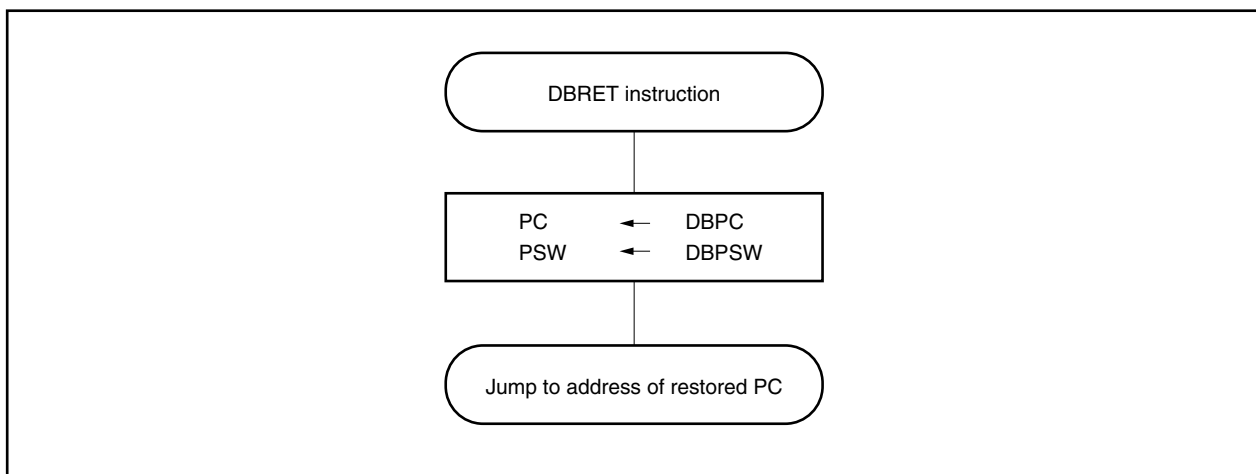 DBRET instruction
PC ← DBPC
PSW ← DBPSW
Jump to address of restored PC